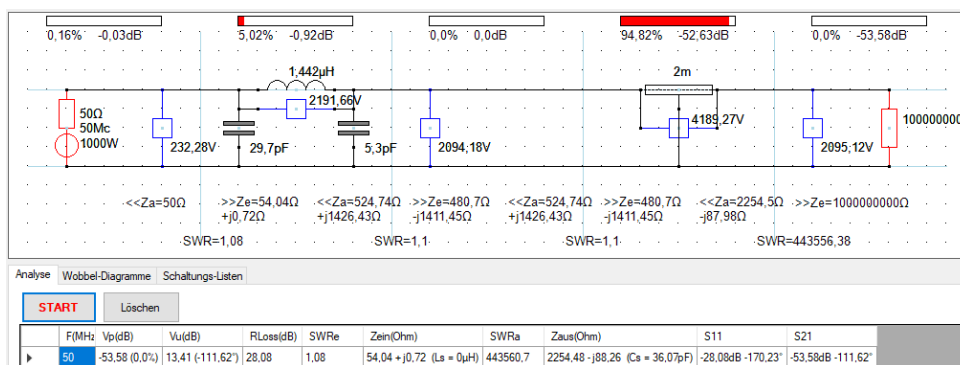 0,16% -0,03dB 5,02% -0,92dB 0,0% 0,0dB 94,82% -52,63dB 0,0% -53,58dB
1,442µH 2m
2191,66V
50Ω
50Mc
1000W
232,28V 29,7pF 5,3pF 2094,18V 4189,27V 2095,12V 100000000
<<Za=50Ω >>Ze=54,04Ω <<Za=524,74Ω >>Ze=480,7Ω <<Za=524,74Ω >>Ze=480,7Ω <<Za=2254,5Ω >>Ze=1000000000Ω
+j0,72Ω +j1426,43Ω -j1411,45Ω +j1426,43Ω -j1411,45Ω -j87,98Ω
SWR=1,08 SWR=1,1 SWR=1,1 SWR=443556,38
Analyse Wobbel-Diagramme Schaltungs-Listen
START Löschen
F(MHz Vp(dB) Vu(dB) RLoss(dB) SWRe Zein(Ohm) SWRa Zaus(Ohm) S11 S21
50 -53,58 (0,0%) 13,41 (-111,62° 28,08 1,08 54,04 + j0,72 (Ls = 0µH) 443560,7 2254,48 - j88,26 (Cs = 36,07pF) -28,08dB -170,23° -53,58dB -111,62°